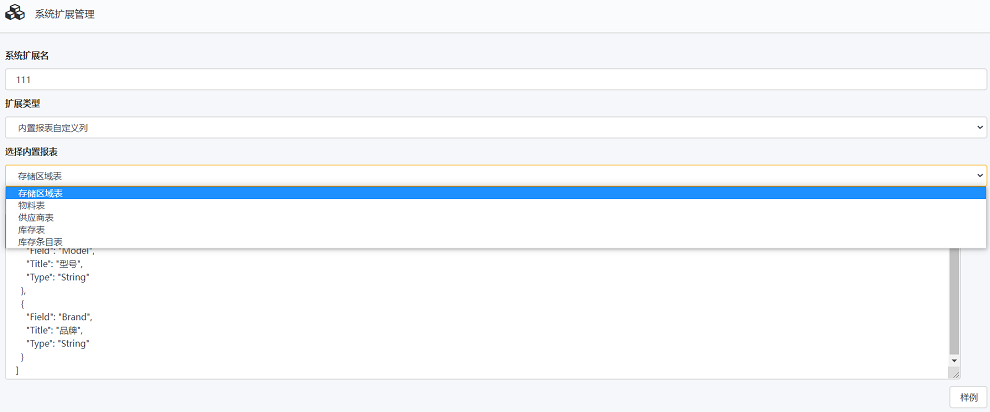 系统扩展管理
系统扩展名
111
扩展类型
内置报表自定义列
选择内置报表
存储区域表
存储区域表
物料表
供应商表
库存表
库存条目表
"Field": "Model",
"Title": "型号",
"Type": "String"
},
{
"Field": "Brand",
"Title": "品牌",
"Type": "String"
}
]
样例